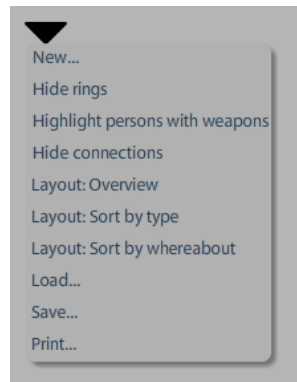 New...
Hide rings
Highlight persons with weapons
Hide connections
Layout: Overview
Layout: Sort by type
Layout: Sort by whereabout
Load...
Save...
Print...